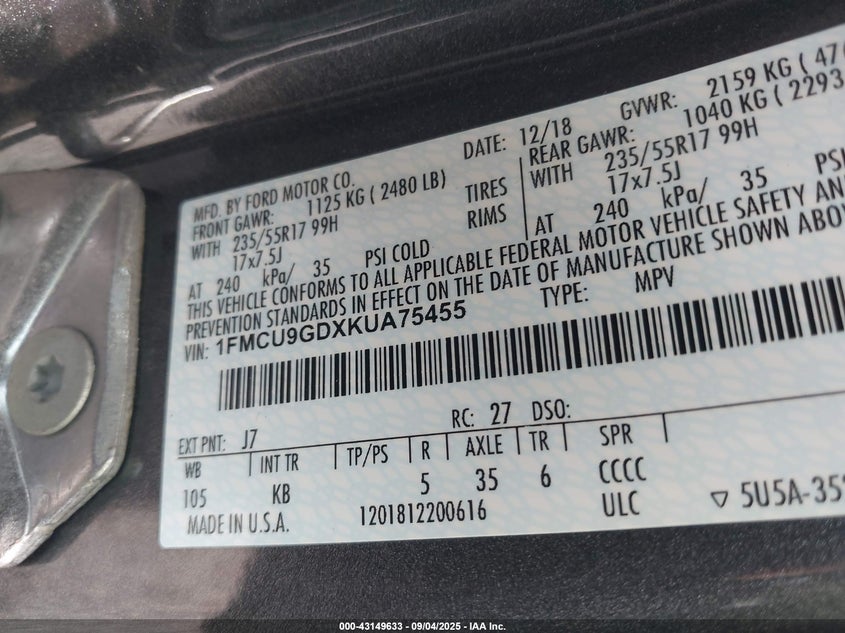 MFD. BY FORD MOTOR CO. DATE: 12/18 GVWR: 2159 KG
FRONT GAWR: 1125 KG ( 2480 LB) REAR GAWR: 1040 KG ( 2293
WITH 235/55R17 99H TIRES WITH 235/55R17 99H
17x7.5J RIMS 17x7.5J
AT 240 kPa/ 35 PSI COLD AT 240 kPa/ 35 PSI
THIS VEHICLE CONFORMS TO ALL APPLICABLE FEDERAL MOTOR VEHICLE SAFETY AND
PREVENTION STANDARDS IN EFFECT ON THE DATE OF MANUFACTURE SHOWN
VIN: 1FMCU9GDXKUA75455 TYPE: MPV
RC: 27 DSO:
EXT PNT: J7
WB INT TR TP/PS R AXLE TR SPR
105 KB 5 35 6 CCCC
MADE IN U.S.A. 1201812200616 ULC
000-43149633 - 09/04/2025 - IAA Inc.